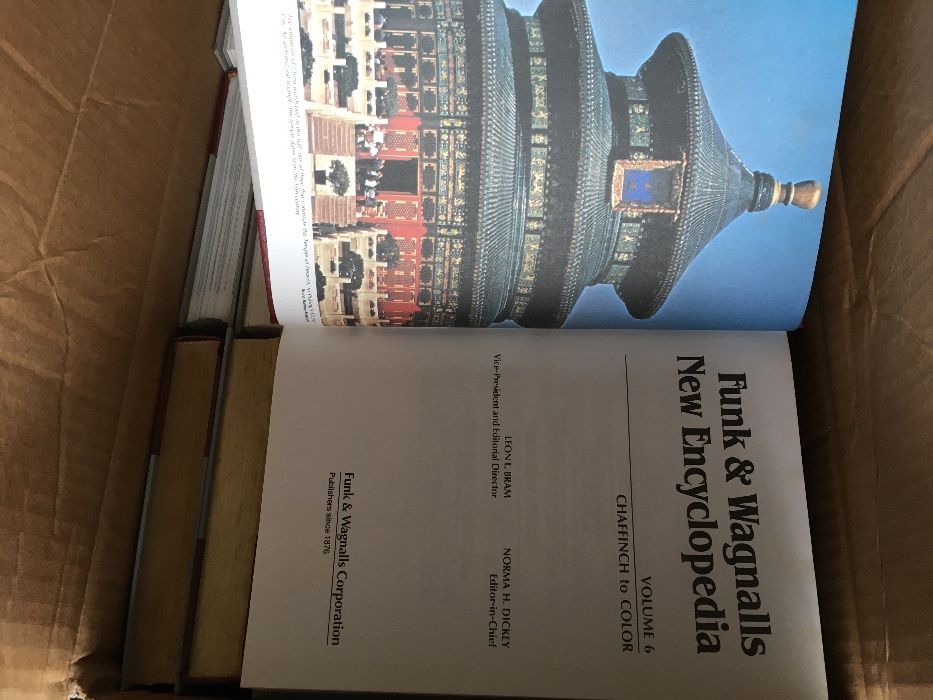 Funk & Wagnalls
New Encyclopedia
VOLUME 6
CHAFFINCH to COLOR
LEON L. BRAM
Vice-President and Editorial Director
NORMA H. DICKEY
Editor-in-Chief
Funk & Wagnalls Corporation
Publishers since 1876